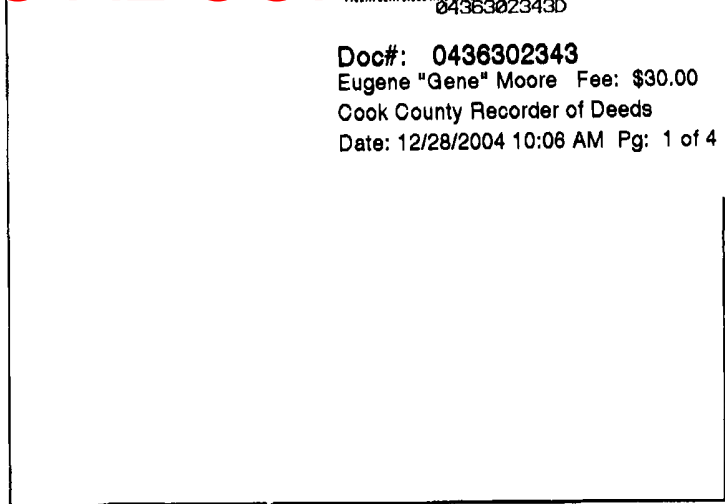 0436302343D
Doc#: 0436302343
Eugene "Gene" Moore Fee: $30.00
Cook County Recorder of Deeds
Date: 12/28/2004 10:06 AM Pg: 1 of 4